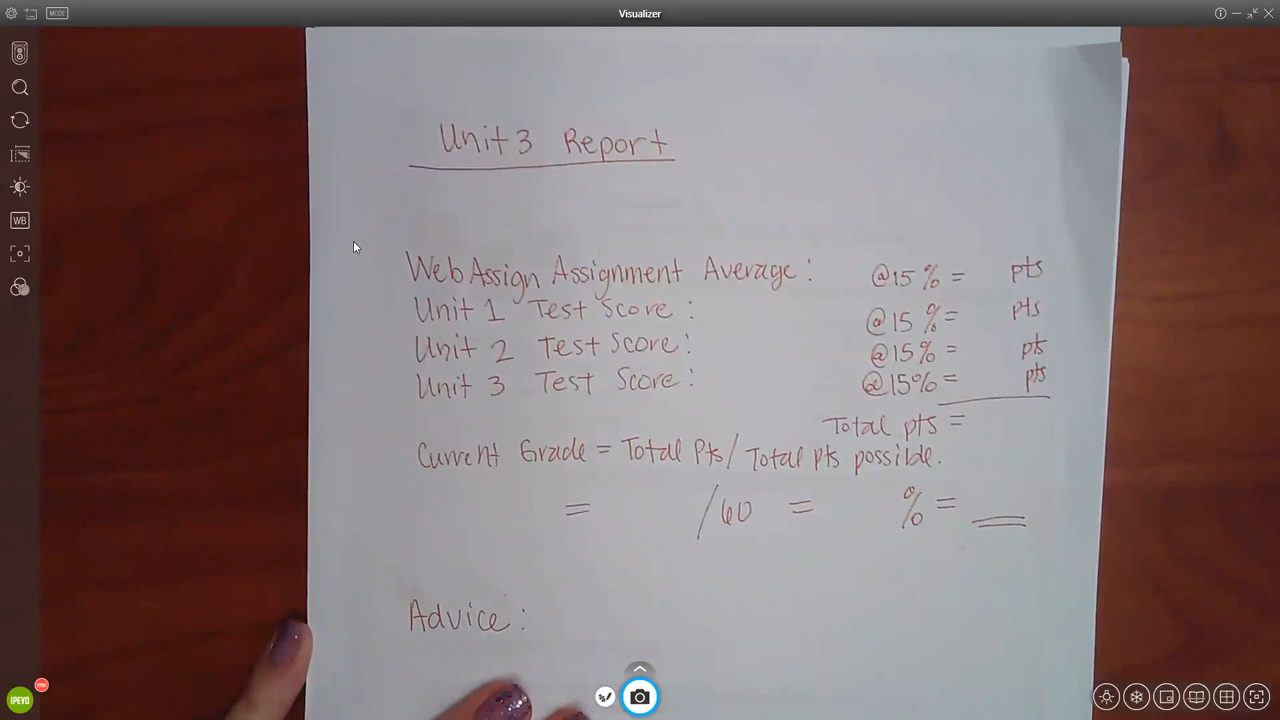 MODE
Visualizer
Unit 3 Report
WebAssign Assignment Average: @15% = pts
Unit 1 Test Score: @15% = pts
Unit 2 Test Score: @15% = pts
Unit 3 Test Score: @15% = pts
Total pts =
Current Grade = Total Pts/Total pts possible.
= /60 = % =
Advice:
WB
IPEVO
new